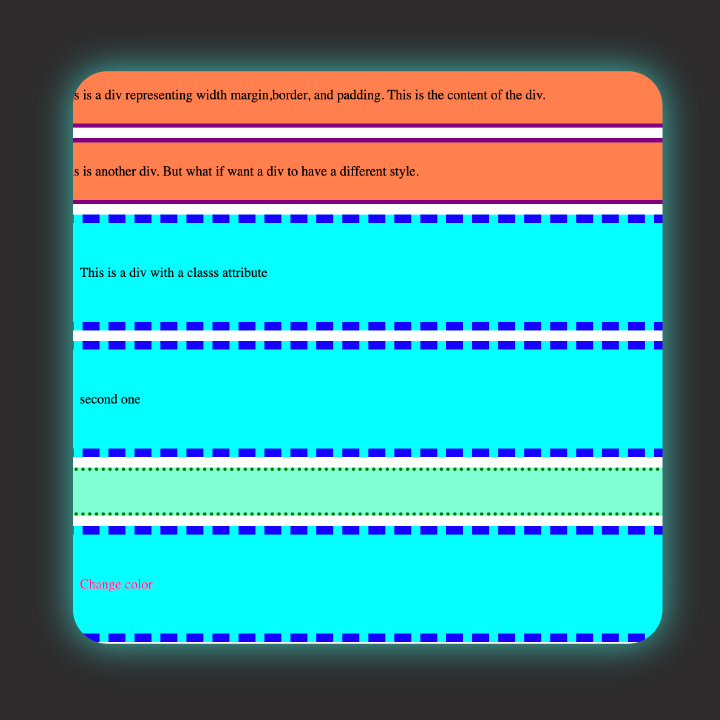 s is a div representing width margin,border, and padding. This is the content of the div.
s is another div. But what if want a div to have a different style.
This is a div with a classs attribute
second one
Change color